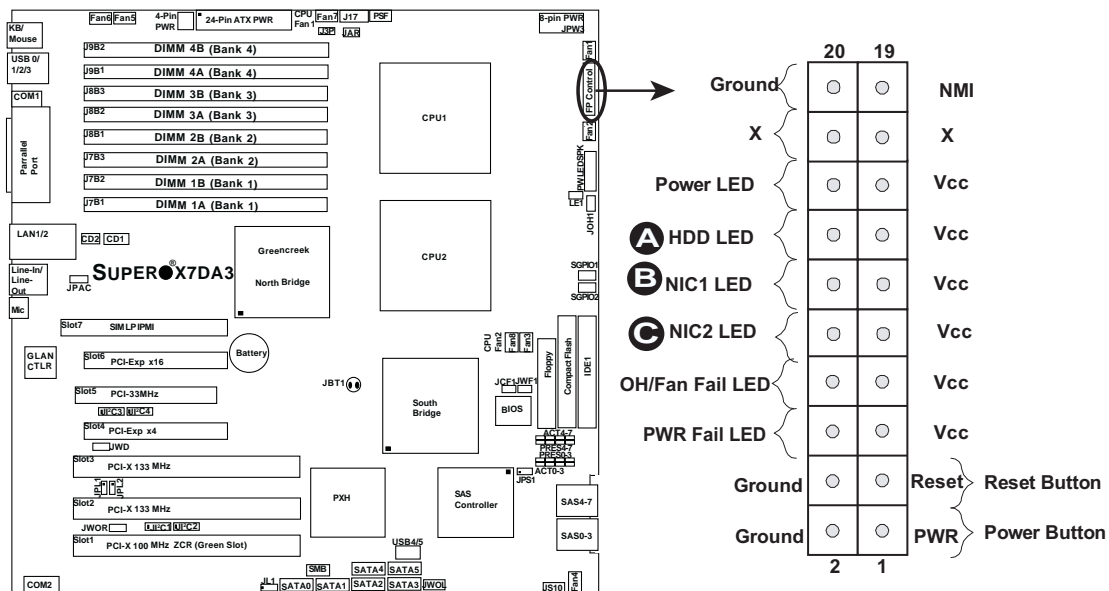 Fan6 Fan5
4-Pin PWR
24-Pin ATX PWR
CPU Fan1
Fan7
J17
PSF
J3P
JAR
8-pin PWR
JPW3
KB/ Mouse
USB 0/ 1/2/3
COM1
Parrallel Port
J9B2 DIMM 4B (Bank 4)
J9B1 DIMM 4A (Bank 4)
J8B3 DIMM 3B (Bank 3)
J8B2 DIMM 3A (Bank 3)
J8B1 DIMM 2B (Bank 2)
J7B3 DIMM 2A (Bank 2)
J7B2 DIMM 1B (Bank 1)
J7B1 DIMM 1A (Bank 1)
CPU1
CPU2
Fan1
FP Control
Fan2
PWLEDSPK
LE1
JOH1
LAN1/2
CD2 CD1
Line-In/ Line- Out
JPAC
Mic
SUPER® X7DA3
Greencreek
North Bridge
SGPIO1
SGPIO2
Slot7 SIMLP IPMI
GLAN CTLR
Slot6 PCI-Exp x16
Battery
CPU Fan2
Fan8
Fan3
Floppy
Compact Flash
IDE1
Slot5 PCI-33MHz
JBT1
South Bridge
JCF1 JWF1
BIOS
JI²C3 JI²C4
Slot4 PCI-Exp x4
JWD
ACT4-7
PRES4-7
PRES0-3
ACT0-3
JPS1
Slot3 PCI-X 133 MHz
JPL1
JPL2
PXH
SAS Controller
SAS4-7
SAS0-3
Slot2 PCI-X 133 MHz
JWOR
JI²C1 JI²C2
Slot1 PCI-X 100 MHz ZCR (Green Slot)
USB4/5
COM2
JL1
SMB
SATA4 SATA5
SATA0 SATA1 SATA2 SATA3 JWOL
JS10
Fan4
20 19
Ground NMI
X X
Power LED Vcc
A HDD LED Vcc
B NIC1 LED Vcc
C NIC2 LED Vcc
OH/Fan Fail LED Vcc
PWR Fail LED Vcc
Ground Reset Reset Button
Ground PWR Power Button
2 1